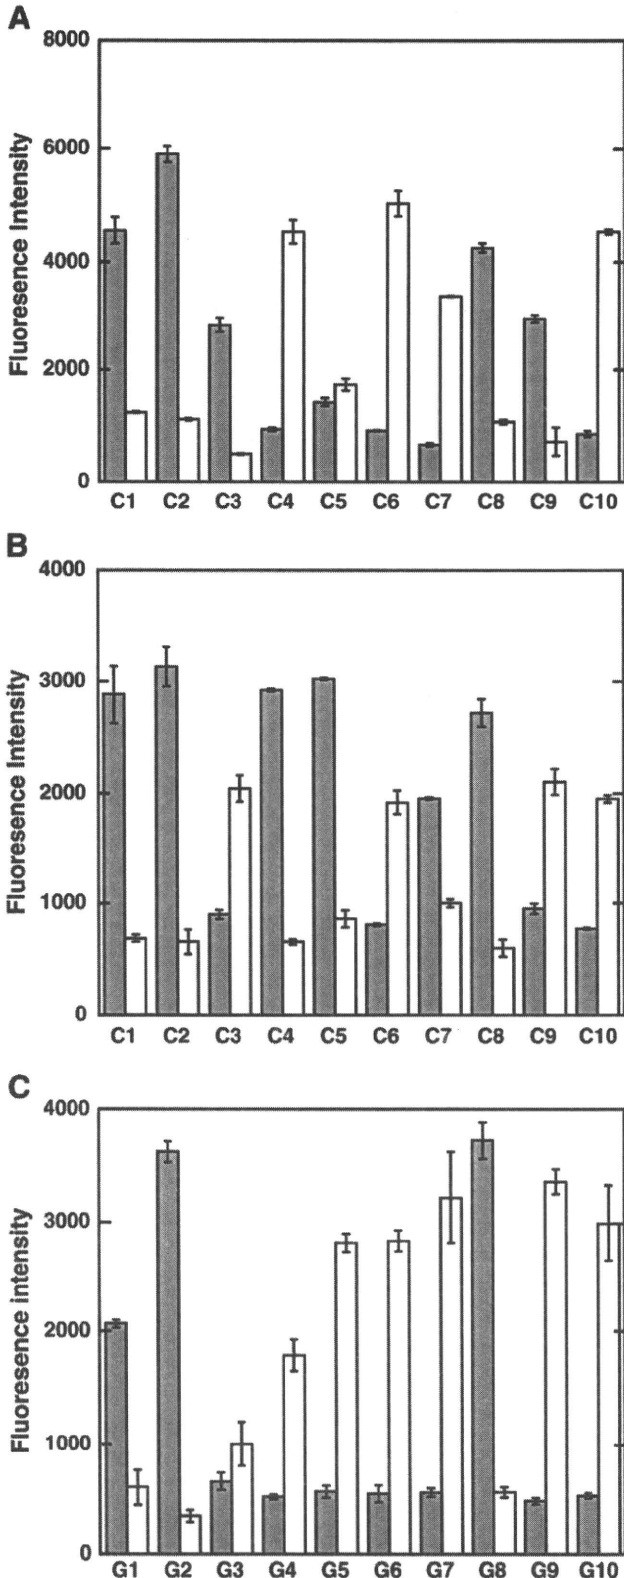 A
8000
6000
4000
2000
0
Fluoresence Intensity
C1 C2 C3 C4 C5 C6 C7 C8 C9 C10
B
4000
3000
2000
1000
0
Fluoresence Intensity
C1 C2 C3 C4 C5 C6 C7 C8 C9 C10
C
4000
3000
2000
1000
0
Fluoresence intensity
G1 G2 G3 G4 G5 G6 G7 G8 G9 G10